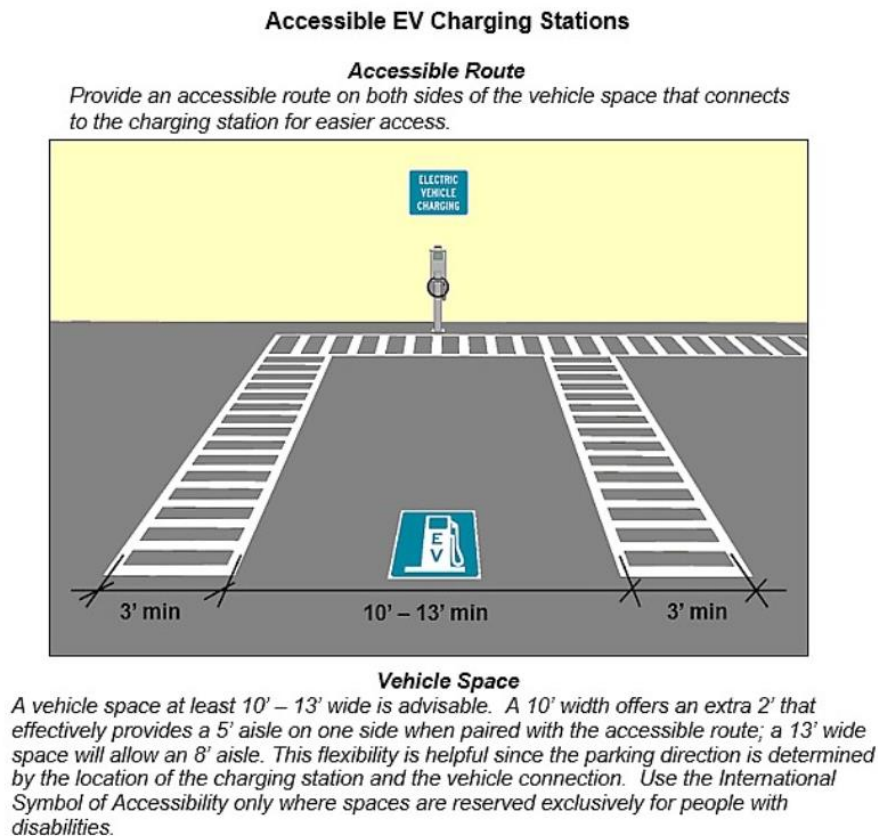 Accessible EV Charging Stations
Accessible Route
Provide an accessible route on both sides of the vehicle space that connects
to the charging station for easier access.
ELECTRIC
VEHICLE
CHARGING
E
V
3’ min
10’ – 13’ min
3’ min
Vehicle Space
A vehicle space at least 10’ – 13’ wide is advisable.  A 10’ width offers an extra 2’ that
effectively provides a 5’ aisle on one side when paired with the accessible route; a 13’ wide
space will allow an 8’ aisle. This flexibility is helpful since the parking direction is determined
by the location of the charging station and the vehicle connection.  Use the International
Symbol of Accessibility only where spaces are reserved exclusively for people with
disabilities.